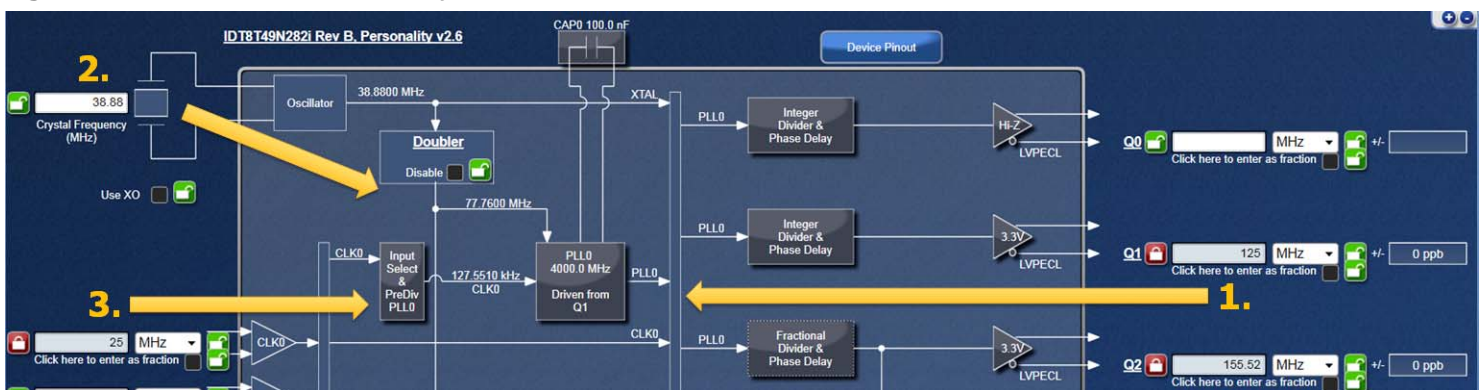 IDT8T49N282i Rev B, Personality v2.6
CAP0 100.0 nF
Device Pinout
2.
38.88
Crystal Frequency
(MHz)
Use XO
Oscillator
38.8800 MHz
XTAL
Doubler
Disable
77.7600 MHz
CLK0
Input
Select
&
PreDiv
PLL0
127.5510 kHz
CLK0
PLL0
4000.0 MHz
Driven from
Q1
PLL0
3.
25
MHz
Click here to enter as fraction
CLK0
CLK0
PLL0
Integer
Divider &
Phase Delay
Hi-Z
LVPECL
Q0
MHz
+/-
Click here to enter as fraction
PLL0
Integer
Divider &
Phase Delay
3.3V
LVPECL
Q1
125
MHz
+/-
0 ppb
Click here to enter as fraction
1.
PLL0
Fractional
Divider &
Phase Delay
3.3V
LVPECL
Q2
155.52
MHz
+/-
0 ppb
Click here to enter as fraction